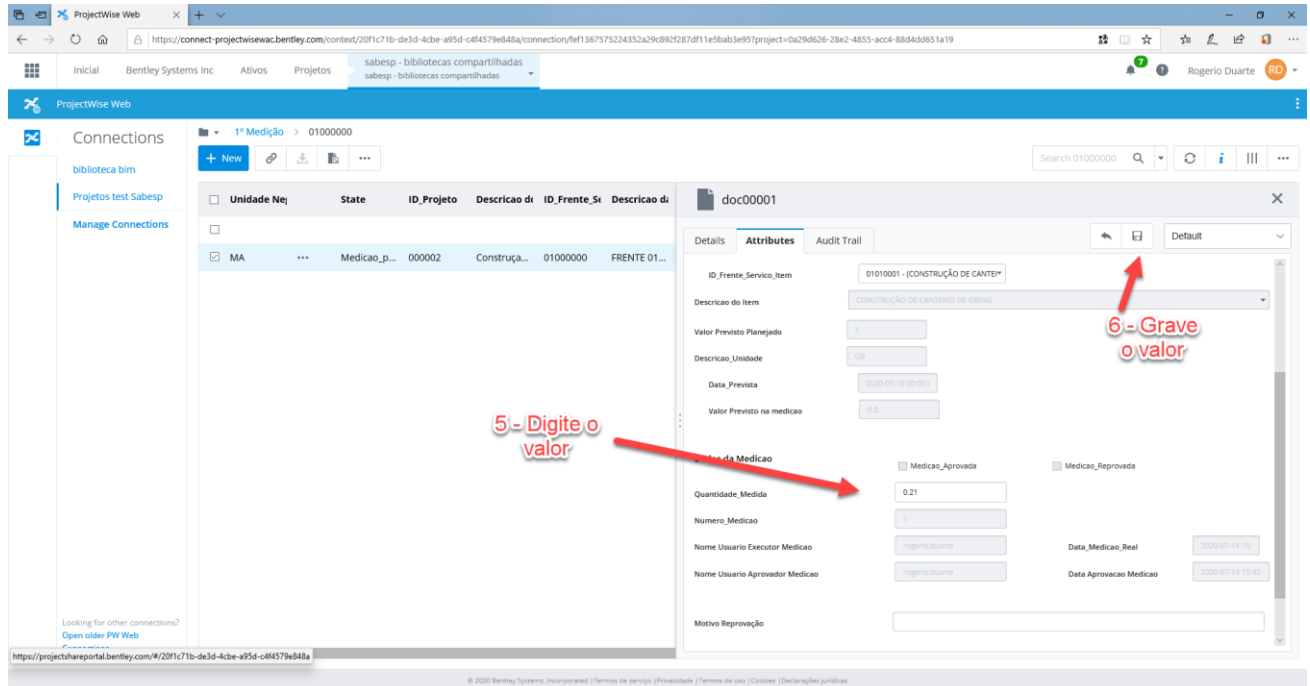 ProjectWise Web
https://connect-projectwisewac.bentley.com/context/20f1c71b-de3d-4cbe-a95d-c4f4579e848a/connection/fef1367575224352a29c892f287df11e5bab3e95?project=0a29d626-28e2-4855-acc4-88d4dd651a19
Inicial Bentley Systems Inc Ativos Projetos sabesp - bibliotecas compartilhadas
sabesp - bibliotecas compartilhadas
7 Rogerio Duarte RD
ProjectWise Web
Connections
biblioteca bim
Projetos test Sabesp
Manage Connections
1ª Medição > 01000000
+ New
Search 01000000
Unidade Ne State ID_Projeto Descricao d ID_Frente_S Descricao da
MA ••• Medicao_p... 000002 Construça... 01000000 FRENTE 01...
doc00001
Details Attributes Audit Trail
Default
ID_Frente_Servico_Item 01010001 - (CONSTRUÇÃO DE CANTEI
Descricao do Item CONSTRUÇÃO DE CANTEIRO DE OBRAS
Valor Previsto Planejado 1
Descricao_Unidade GB
Data_Prevista 2020-03-10 00:00
Valor Previsto na medicao 0.3
da Medicao
Medicao_Aprovada Medicao_Reprovada
Quantidade_Medida 0.21
Numero_Medicao 1
Nome Usuario Executor Medicao rogerio.duarte Data_Medicao_Real 2020-07-14 15:
Nome Usuario Aprovador Medicao rogerio.duarte Data Aprovacao Medicao 2020-07-14 15:42
Motivo Reprovação
5 - Digite o
valor
6 - Grave
o valor
Looking for other connections?
Open older PW Web
https://projectshareportal.bentley.com/#/20f1c71b-de3d-4cbe-a95d-c4f4579e848a
© 2020 Bentley Systems, Incorporated |Termos de serviço |Privacidade |Termos de uso |Cookies |Declarações jurídicas